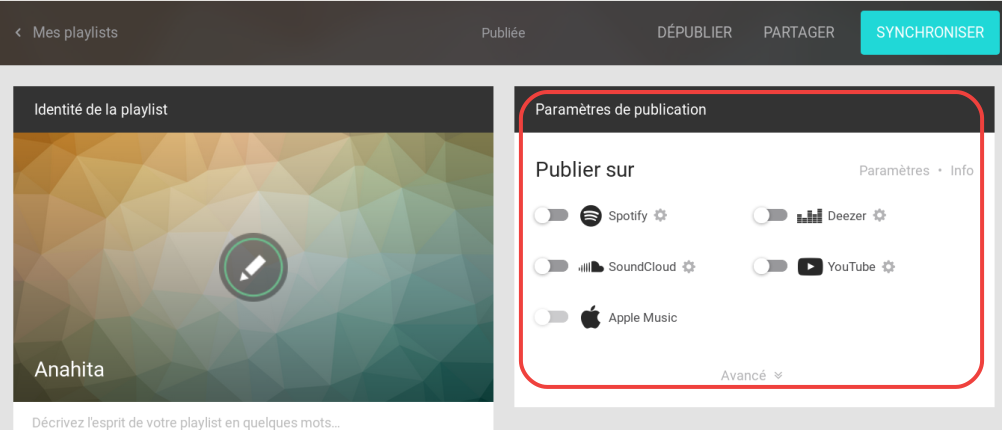 Mes playlists
Publiée
DÉPUBLIER
PARTAGER
SYNCHRONISER
Identité de la playlist
Anahita
Décrivez l'esprit de votre playlist en quelques mots...
Paramètres de publication
Publier sur
Paramètres • Info
Spotify
Deezer
SoundCloud
YouTube
Apple Music
Avancé